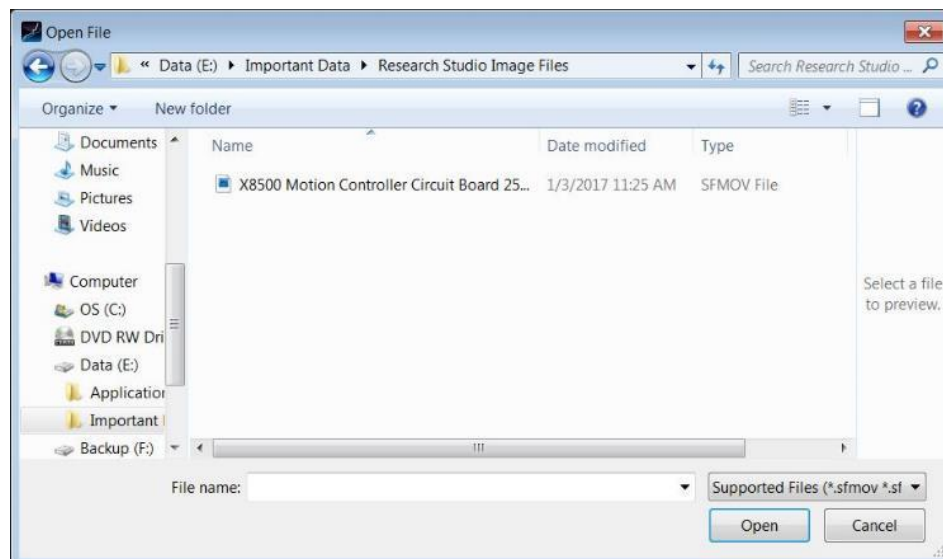 Open File
« Data (E:) ▸ Important Data ▸ Research Studio Image Files
Search Research Studio ...
Organize New folder
Name Date modified Type
X8500 Motion Controller Circuit Board 25... 1/3/2017 11:25 AM SFMOV File
Documents
Music
Pictures
Videos
Computer
OS (C:)
DVD RW Dri
Data (E:)
Application
Important
Backup (F:)
Select a file
to preview.
File name:
Supported Files (*.sfmov *.sf
Open Cancel